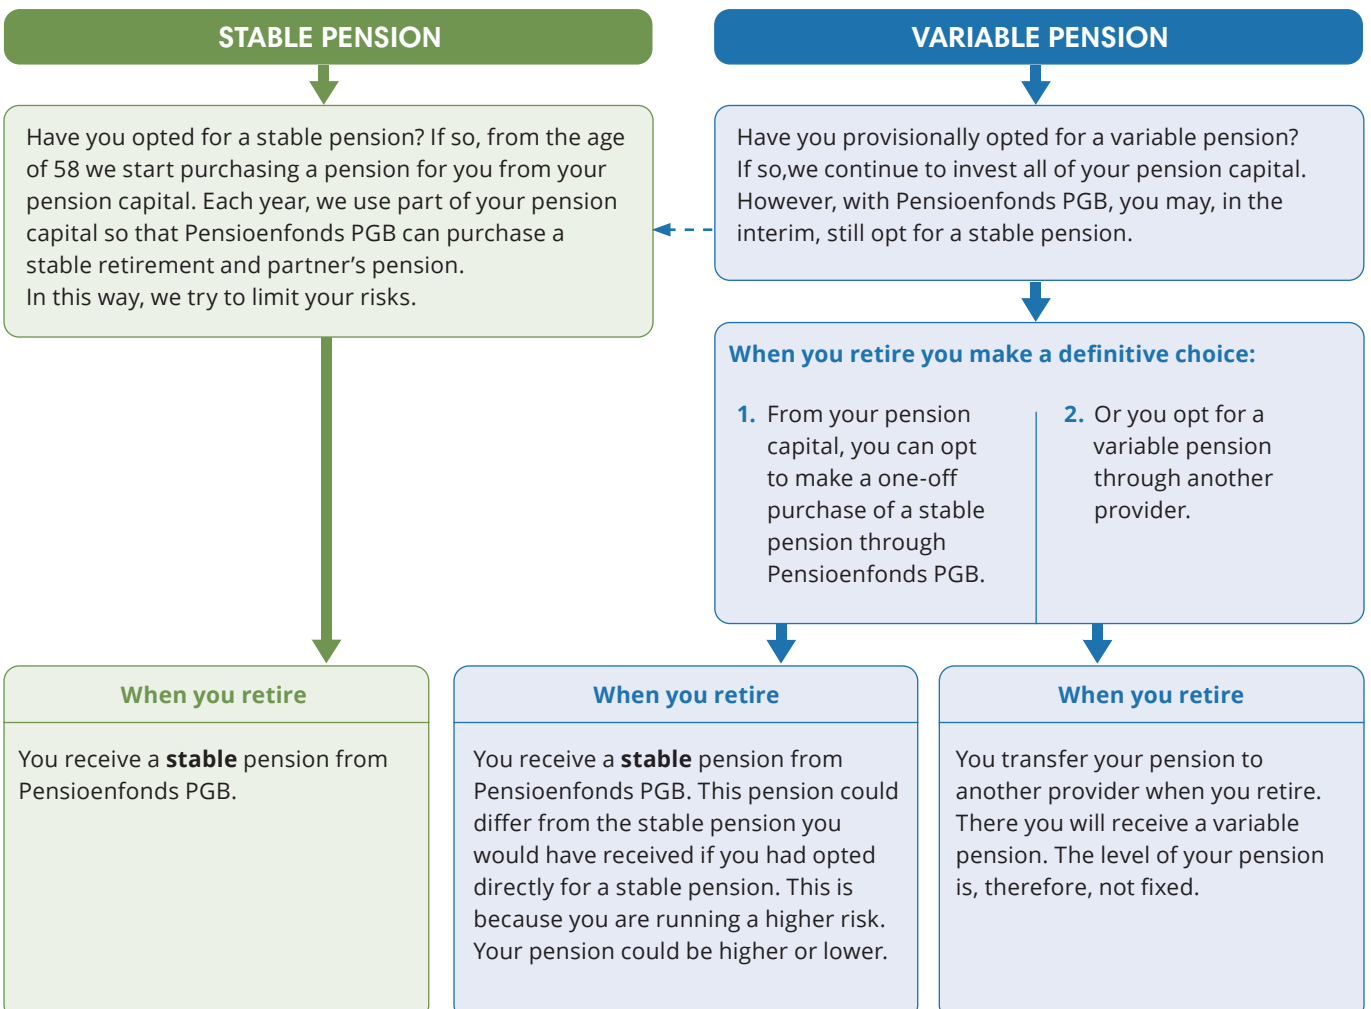 STABLE PENSION
Have you opted for a stable pension? If so, from the age
of 58 we start purchasing a pension for you from your
pension capital. Each year, we use part of your pension
capital so that Pensioenfonds PGB can purchase a
stable retirement and partner’s pension.
In this way, we try to limit your risks.
VARIABLE PENSION
Have you provisionally opted for a variable pension?
If so,we continue to invest all of your pension capital.
However, with Pensioenfonds PGB, you may, in the
interim, still opt for a stable pension.
When you retire you make a definitive choice:
1. From your pension
capital, you can opt
to make a one-off
purchase of a stable
pension through
Pensioenfonds PGB.
2. Or you opt for a
variable pension
through another
provider.
When you retire
You receive a stable pension from
Pensioenfonds PGB.
When you retire
You receive a stable pension from
Pensioenfonds PGB. This pension could
differ from the stable pension you
would have received if you had opted
directly for a stable pension. This is
because you are running a higher risk.
Your pension could be higher or lower.
When you retire
You transfer your pension to
another provider when you retire.
There you will receive a variable
pension. The level of your pension
is, therefore, not fixed.